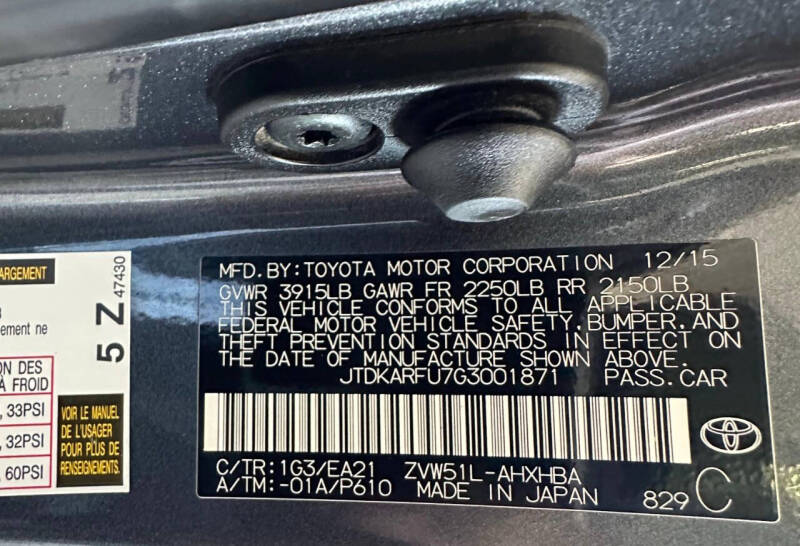 ARGEMENT
ement ne
ON DES
À FROID
, 33PSI
, 32PSI
, 60PSI
VOIR LE MANUEL
DE L'USAGER
POUR PLUS DE
RENSEIGNEMENTS.
5 Z
47430
MFD.BY:TOYOTA MOTOR CORPORATION 12/15
GVWR 3915LB GAWR FR 2250LB RR 2150LB
THIS VEHICLE CONFORMS TO ALL APPLICABLE
FEDERAL MOTOR VEHICLE SAFETY,BUMPER,AND
THEFT PREVENTION STANDARDS IN EFFECT ON
THE DATE OF MANUFACTURE SHOWN ABOVE.
JTDKARFU7G3001871 PASS.CAR
C/TR:1G3/EA21 ZVW51L-AHXHBA
A/TM:-01A/P610 MADE IN JAPAN 829 C